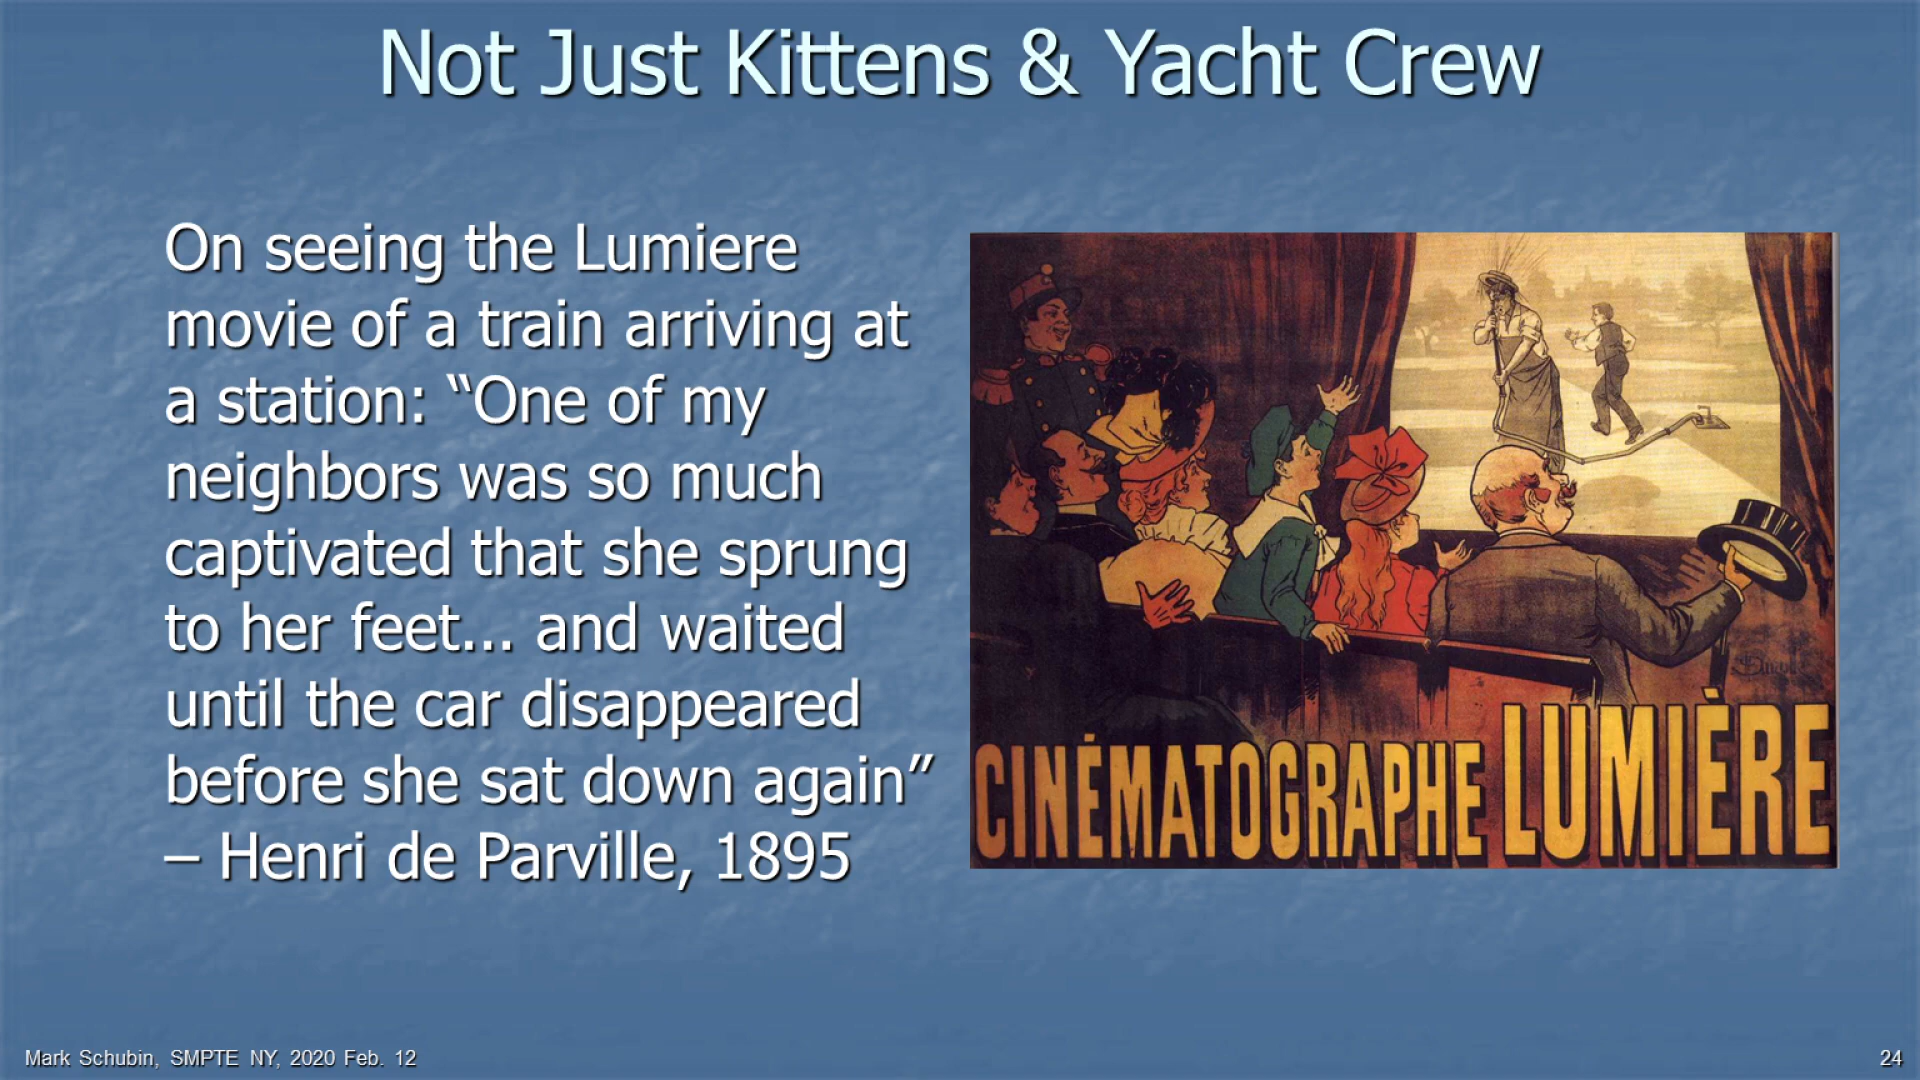 Not Just Kittens & Yacht Crew
On seeing the Lumiere
movie of a train arriving at
a station: “One of my
neighbors was so much
captivated that she sprung
to her feet... and waited
until the car disappeared
before she sat down again”
– Henri de Parville, 1895
CINÉMATOGRAPHE LUMIÈRE
Mark Schubin, SMPTE NY, 2020 Feb. 12
24